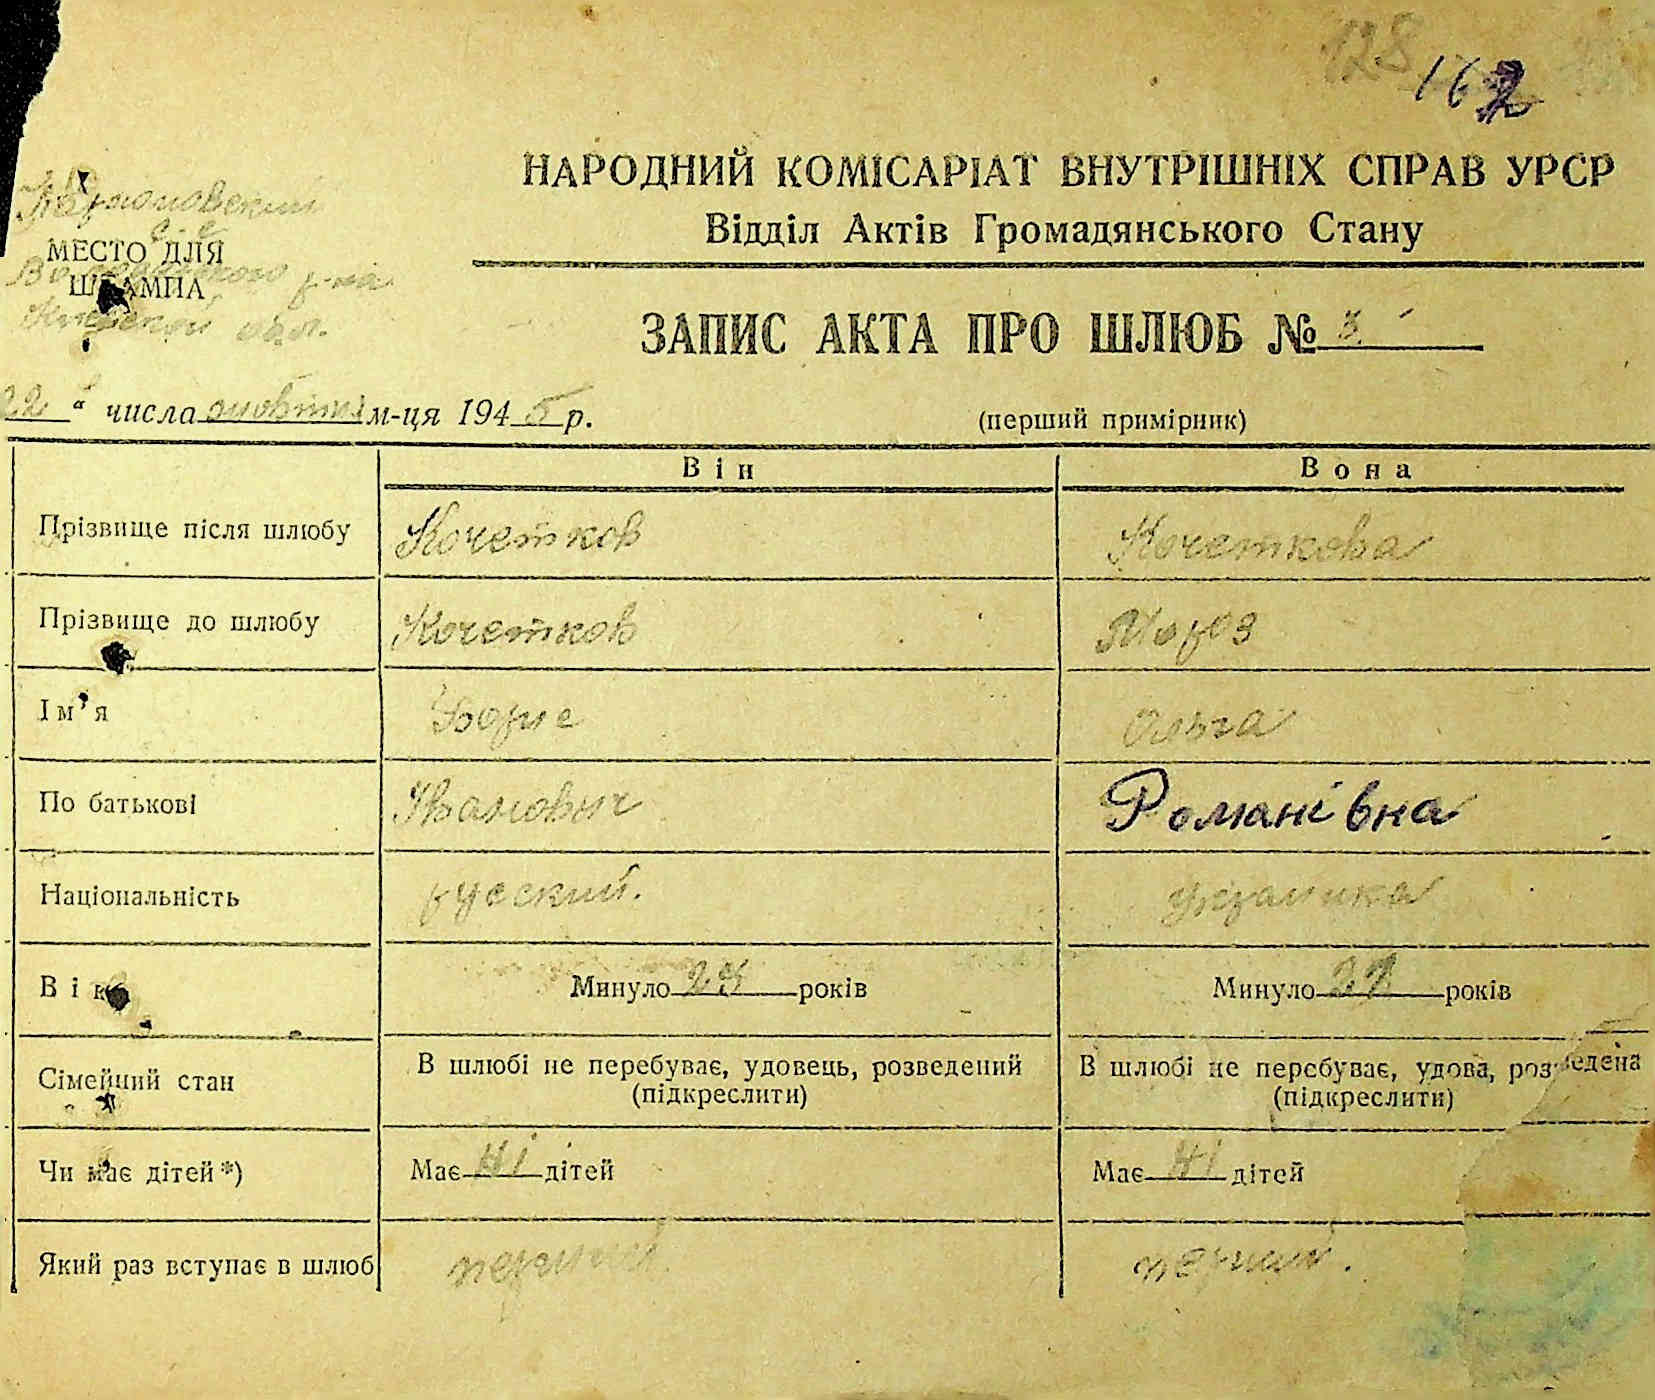 128
162
НАРОДНИЙ КОМІСАРІАТ ВНУТРІШНІХ СПРАВ УРСР
Відділ Актів Громадянського Стану
МЕСТО ДЛЯ
ШТАМПА
р-на
обл.
ЗАПИС АКТА ПРО ШЛЮБ № 3
22 " числа м-ця 1945 р.
(перший примірник)
Він Вона
Прізвище після шлюбу Кочетков Кочеткова
Прізвище до шлюбу Кочетков Мороз
Ім'я Борис Ольга
По батькові Іванович Романівна
Національність русский. українка
Вік Минуло років Минуло років
Сімейний стан В шлюбі не перебуває, удовець, розведений (підкреслити) В шлюбі не перебуває, удова, розведена (підкреслити)
Чи має дітей *) Має ні дітей Має ні дітей
Який раз вступає в шлюб перший перший.